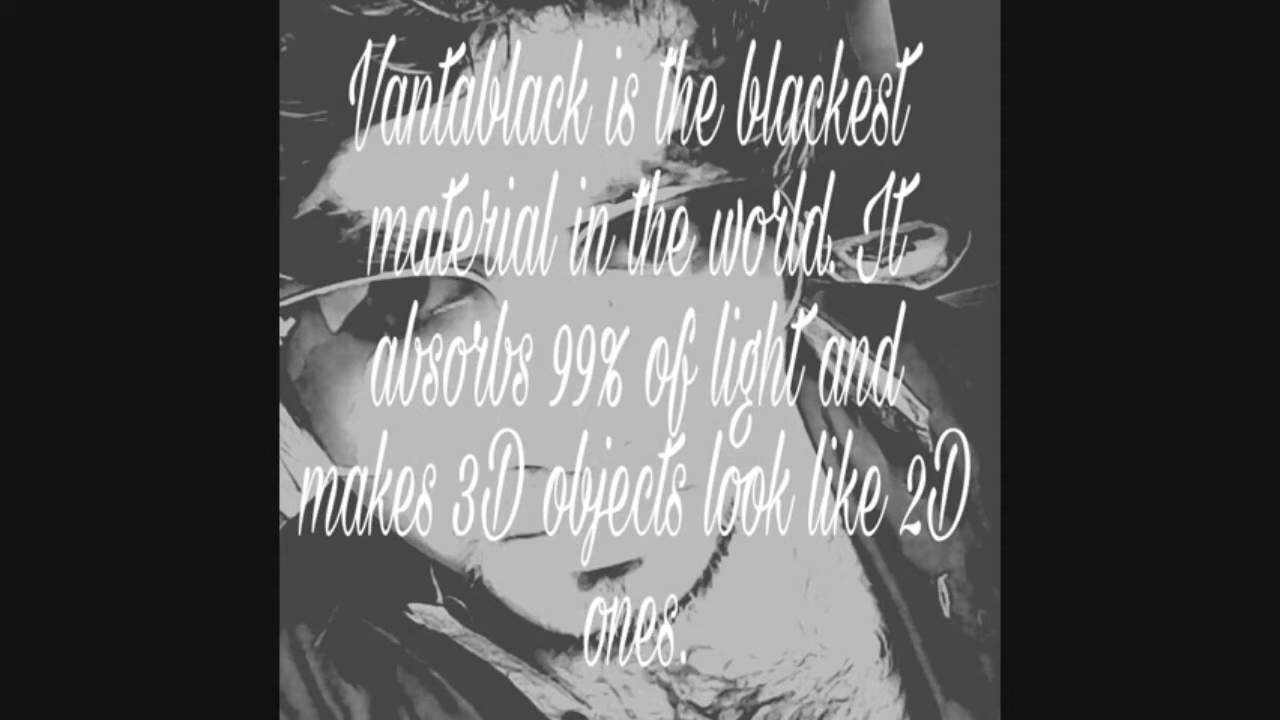 Vantablack is the blackest
material in the world. It
absorbs 99% of light and
makes 3D objects look like 2D
ones.